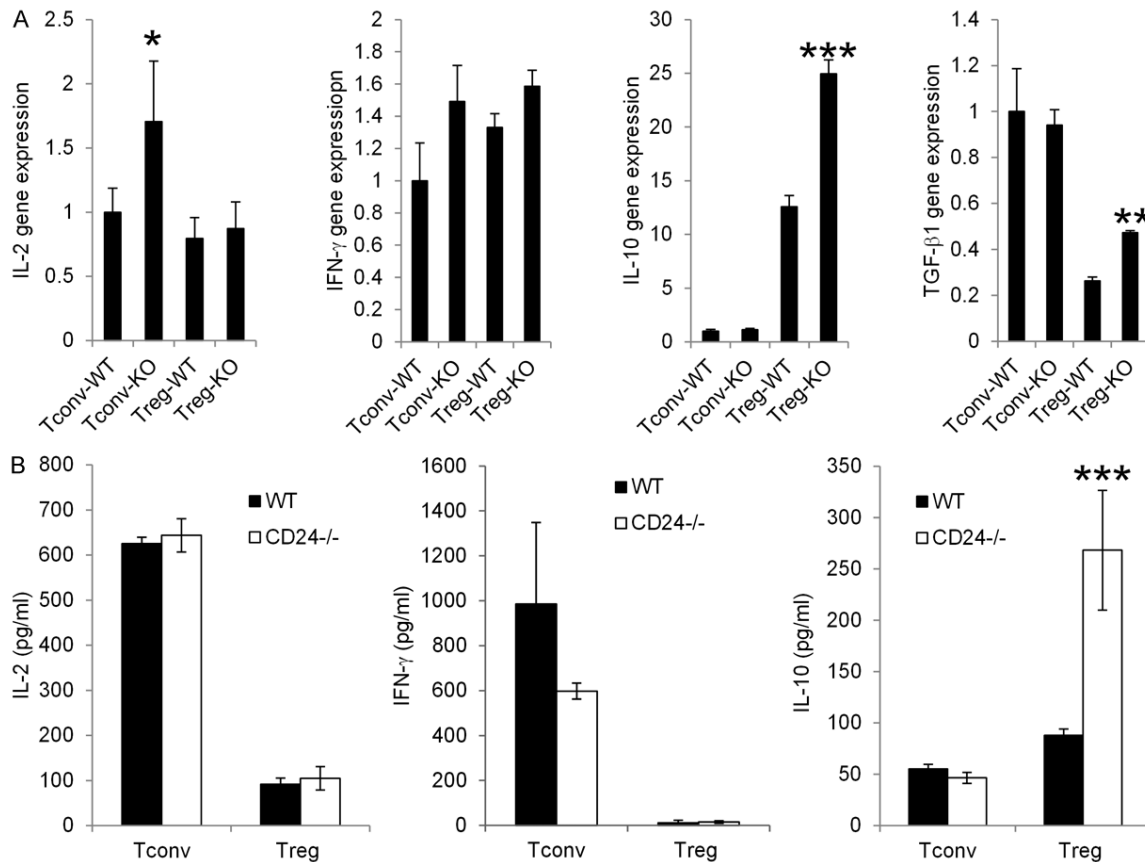 A
IL-2 gene expression
2.5
2
1.5
1
0.5
0
*
Tconv-WT
Tconv-KO
Treg-WT
Treg-KO
IFN-γ gene expressiopn
2
1.8
1.6
1.4
1.2
1
0.8
0.6
0.4
0.2
0
Tconv-WT
Tconv-KO
Treg-WT
Treg-KO
IL-10 gene expression
30
25
20
15
10
5
0
***
Tconv-WT
Tconv-KO
Treg-WT
Treg-KO
TGF-β1 gene expression
1.4
1.2
1
0.8
0.6
0.4
0.2
0
**
Tconv-WT
Tconv-KO
Treg-WT
Treg-KO
B
IL-2 (pg/ml)
800
700
600
500
400
300
200
100
0
WT
CD24-/-
Tconv Treg
IFN-γ (pg/ml)
1600
1400
1200
1000
800
600
400
200
0
WT
CD24-/-
Tconv Treg
IL-10 (pg/ml)
350
300
250
200
150
100
50
0
WT
CD24-/-
***
Tconv Treg